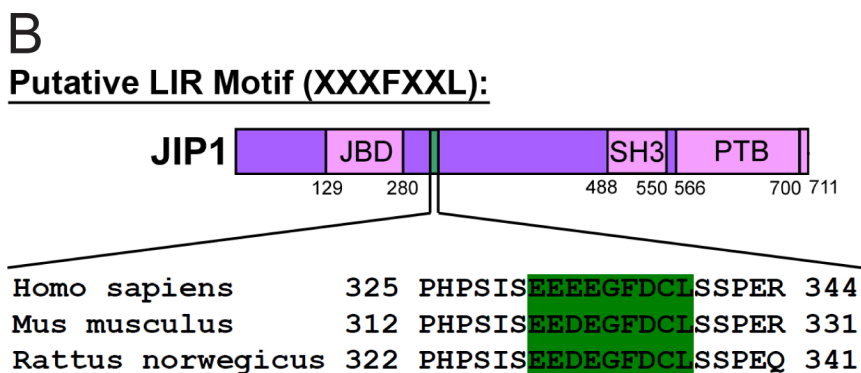 B
Putative LIR Motif (XXXFXXL):
JIP1 JBD SH3 PTB
129 280 488 550 566 700 711
Homo sapiens 325 PHPSISEEEEGFDCLSSPER 344
Mus musculus 312 PHPSISEEDEGFDCLSSPER 331
Rattus norwegicus 322 PHPSISEEDEGFDCLSSPEQ 341